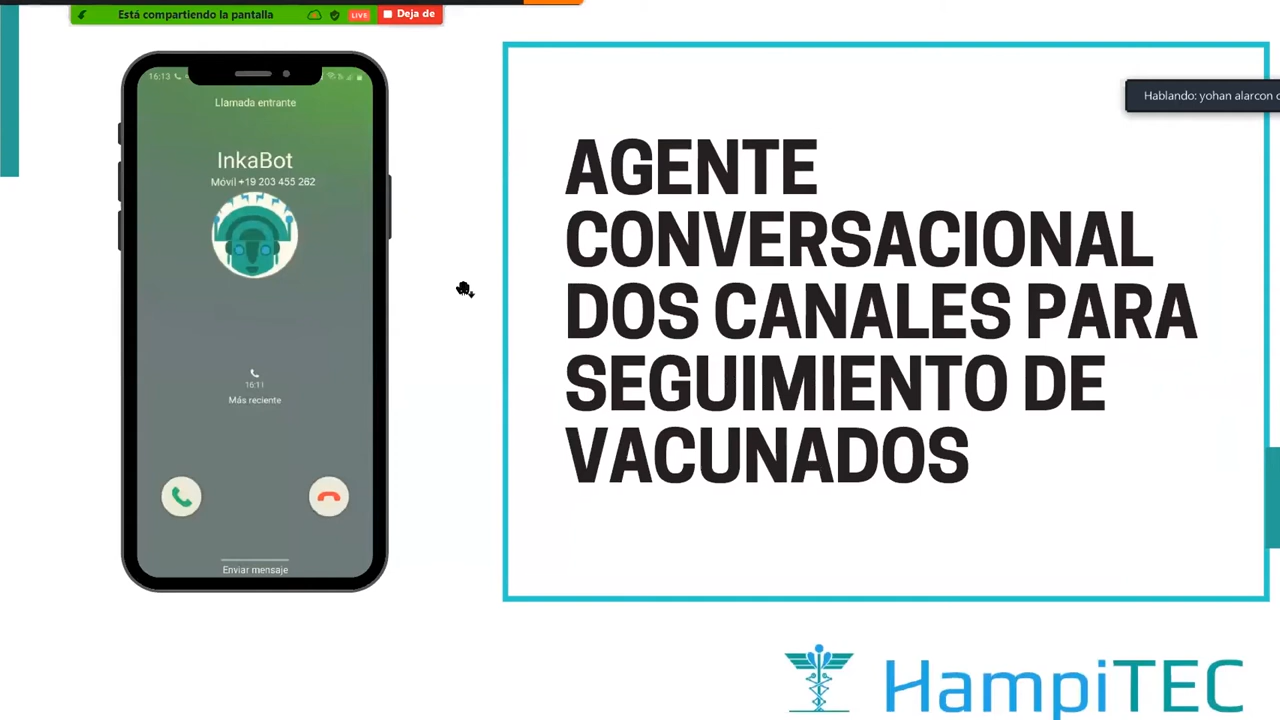 Está compartiendo la pantalla
LIVE
Deja de
16:13
Llamada entrante
InkaBot
Móvil +19 203 455 262
16:11
Más reciente
Enviar mensaje
Hablando: yohan alarcon
AGENTE
CONVERSACIONAL
DOS CANALES PARA
SEGUIMIENTO DE
VACUNADOS
HampiTEC